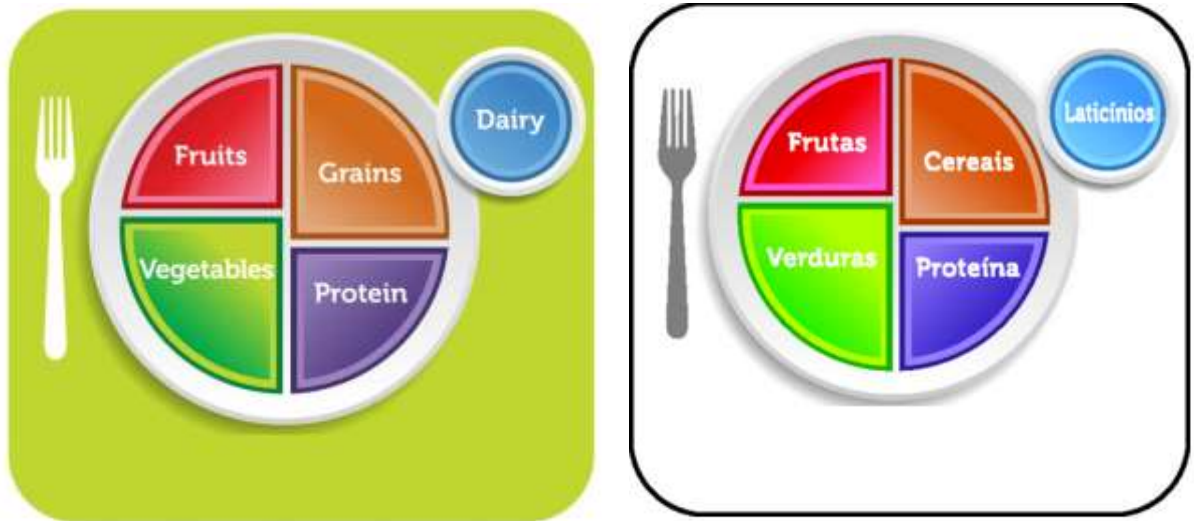 Fruits
Grains
Dairy
Vegetables
Protein
Frutas
Cereais
Laticínios
Verduras
Proteína